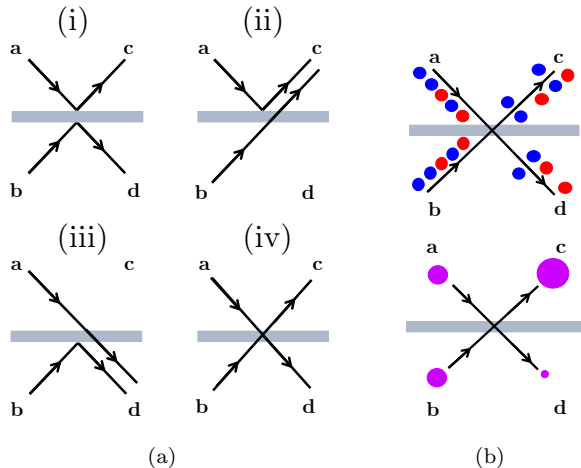 (i) (ii)
a c a c a c
b d b d b d
(iii) (iv)
a c a c a c
b d b d b d
(a) (b)